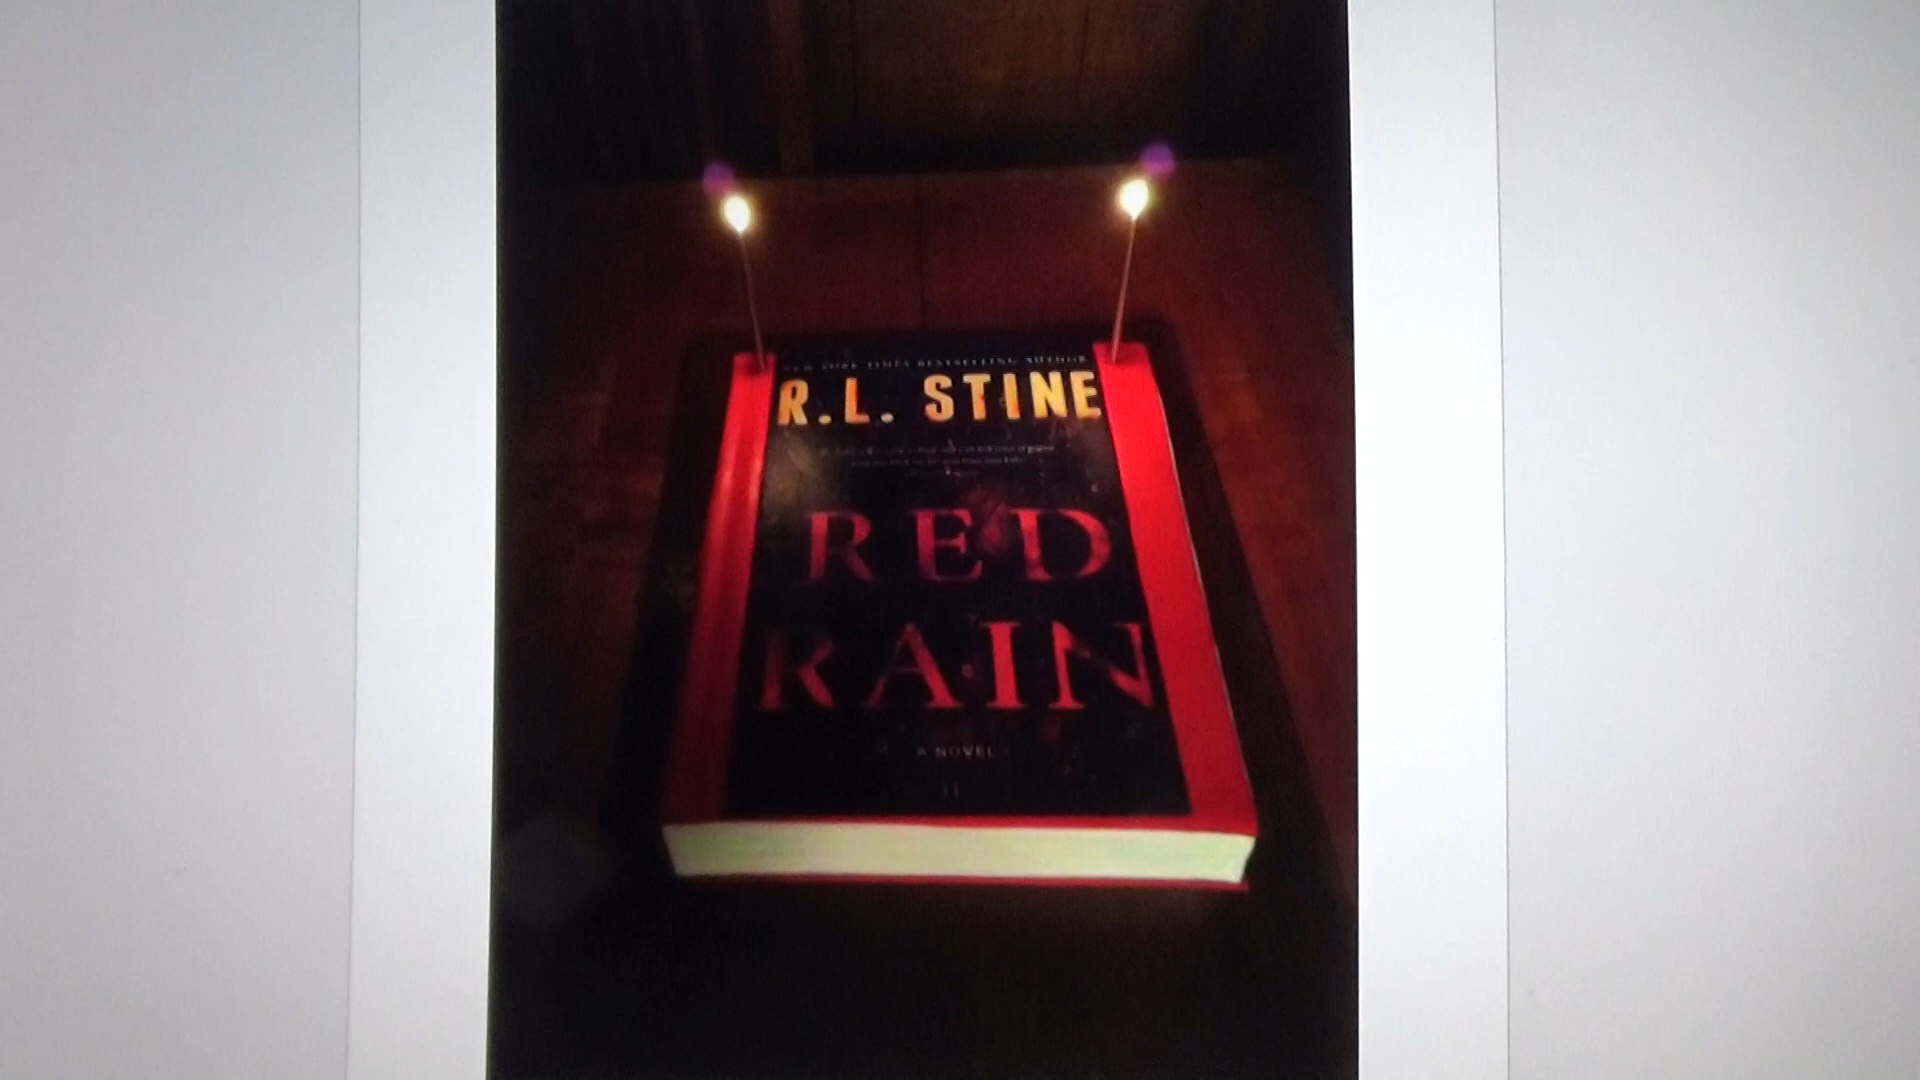 NEW YORK TIMES BESTSELLING AUTHOR
R.L. STINE
RED
RAIN
A NOVEL